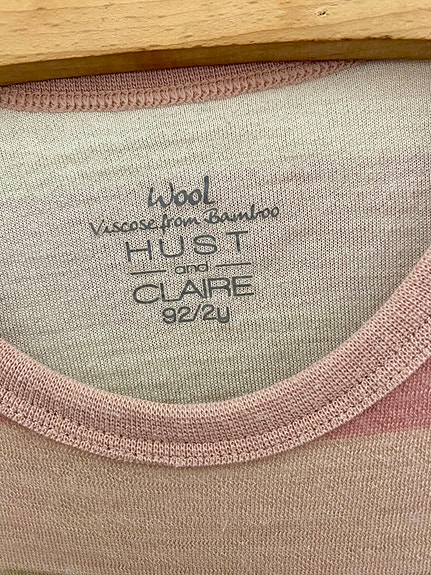 Wool
Viscose from Bamboo
HUST
and
CLAIRE
92/2y